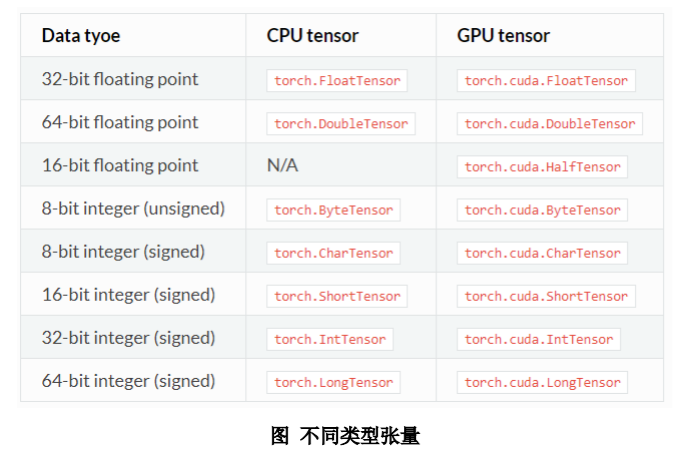 Data tyoe CPU tensor GPU tensor
32-bit floating point torch.FloatTensor torch.cuda.FloatTensor
64-bit floating point torch.DoubleTensor torch.cuda.DoubleTensor
16-bit floating point N/A torch.cuda.HalfTensor
8-bit integer (unsigned) torch.ByteTensor torch.cuda.ByteTensor
8-bit integer (signed) torch.CharTensor torch.cuda.CharTensor
16-bit integer (signed) torch.ShortTensor torch.cuda.ShortTensor
32-bit integer (signed) torch.IntTensor torch.cuda.IntTensor
64-bit integer (signed) torch.LongTensor torch.cuda.LongTensor
图 不同类型张量